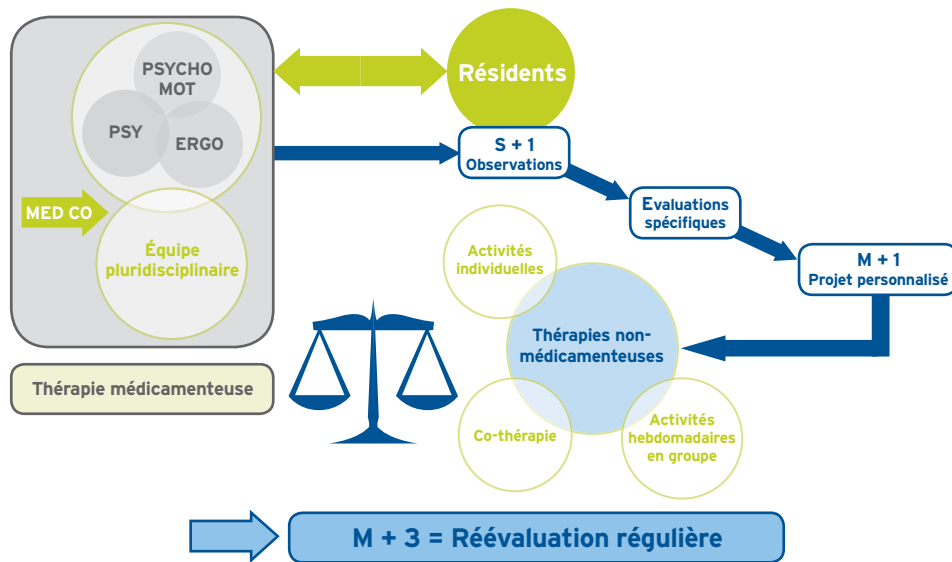 PSYCHO
MOT
PSY
ERGO
MED CO
Équipe
pluridisciplinaire
Thérapie médicamenteuse
Résidents
S + 1
Observations
Evaluations
spécifiques
M + 1
Projet personnalisé
Activités
individuelles
Thérapies non-
médicamenteuses
Co-thérapie
Activités
hebdomadaires
en groupe
M + 3 = Réévaluation régulière